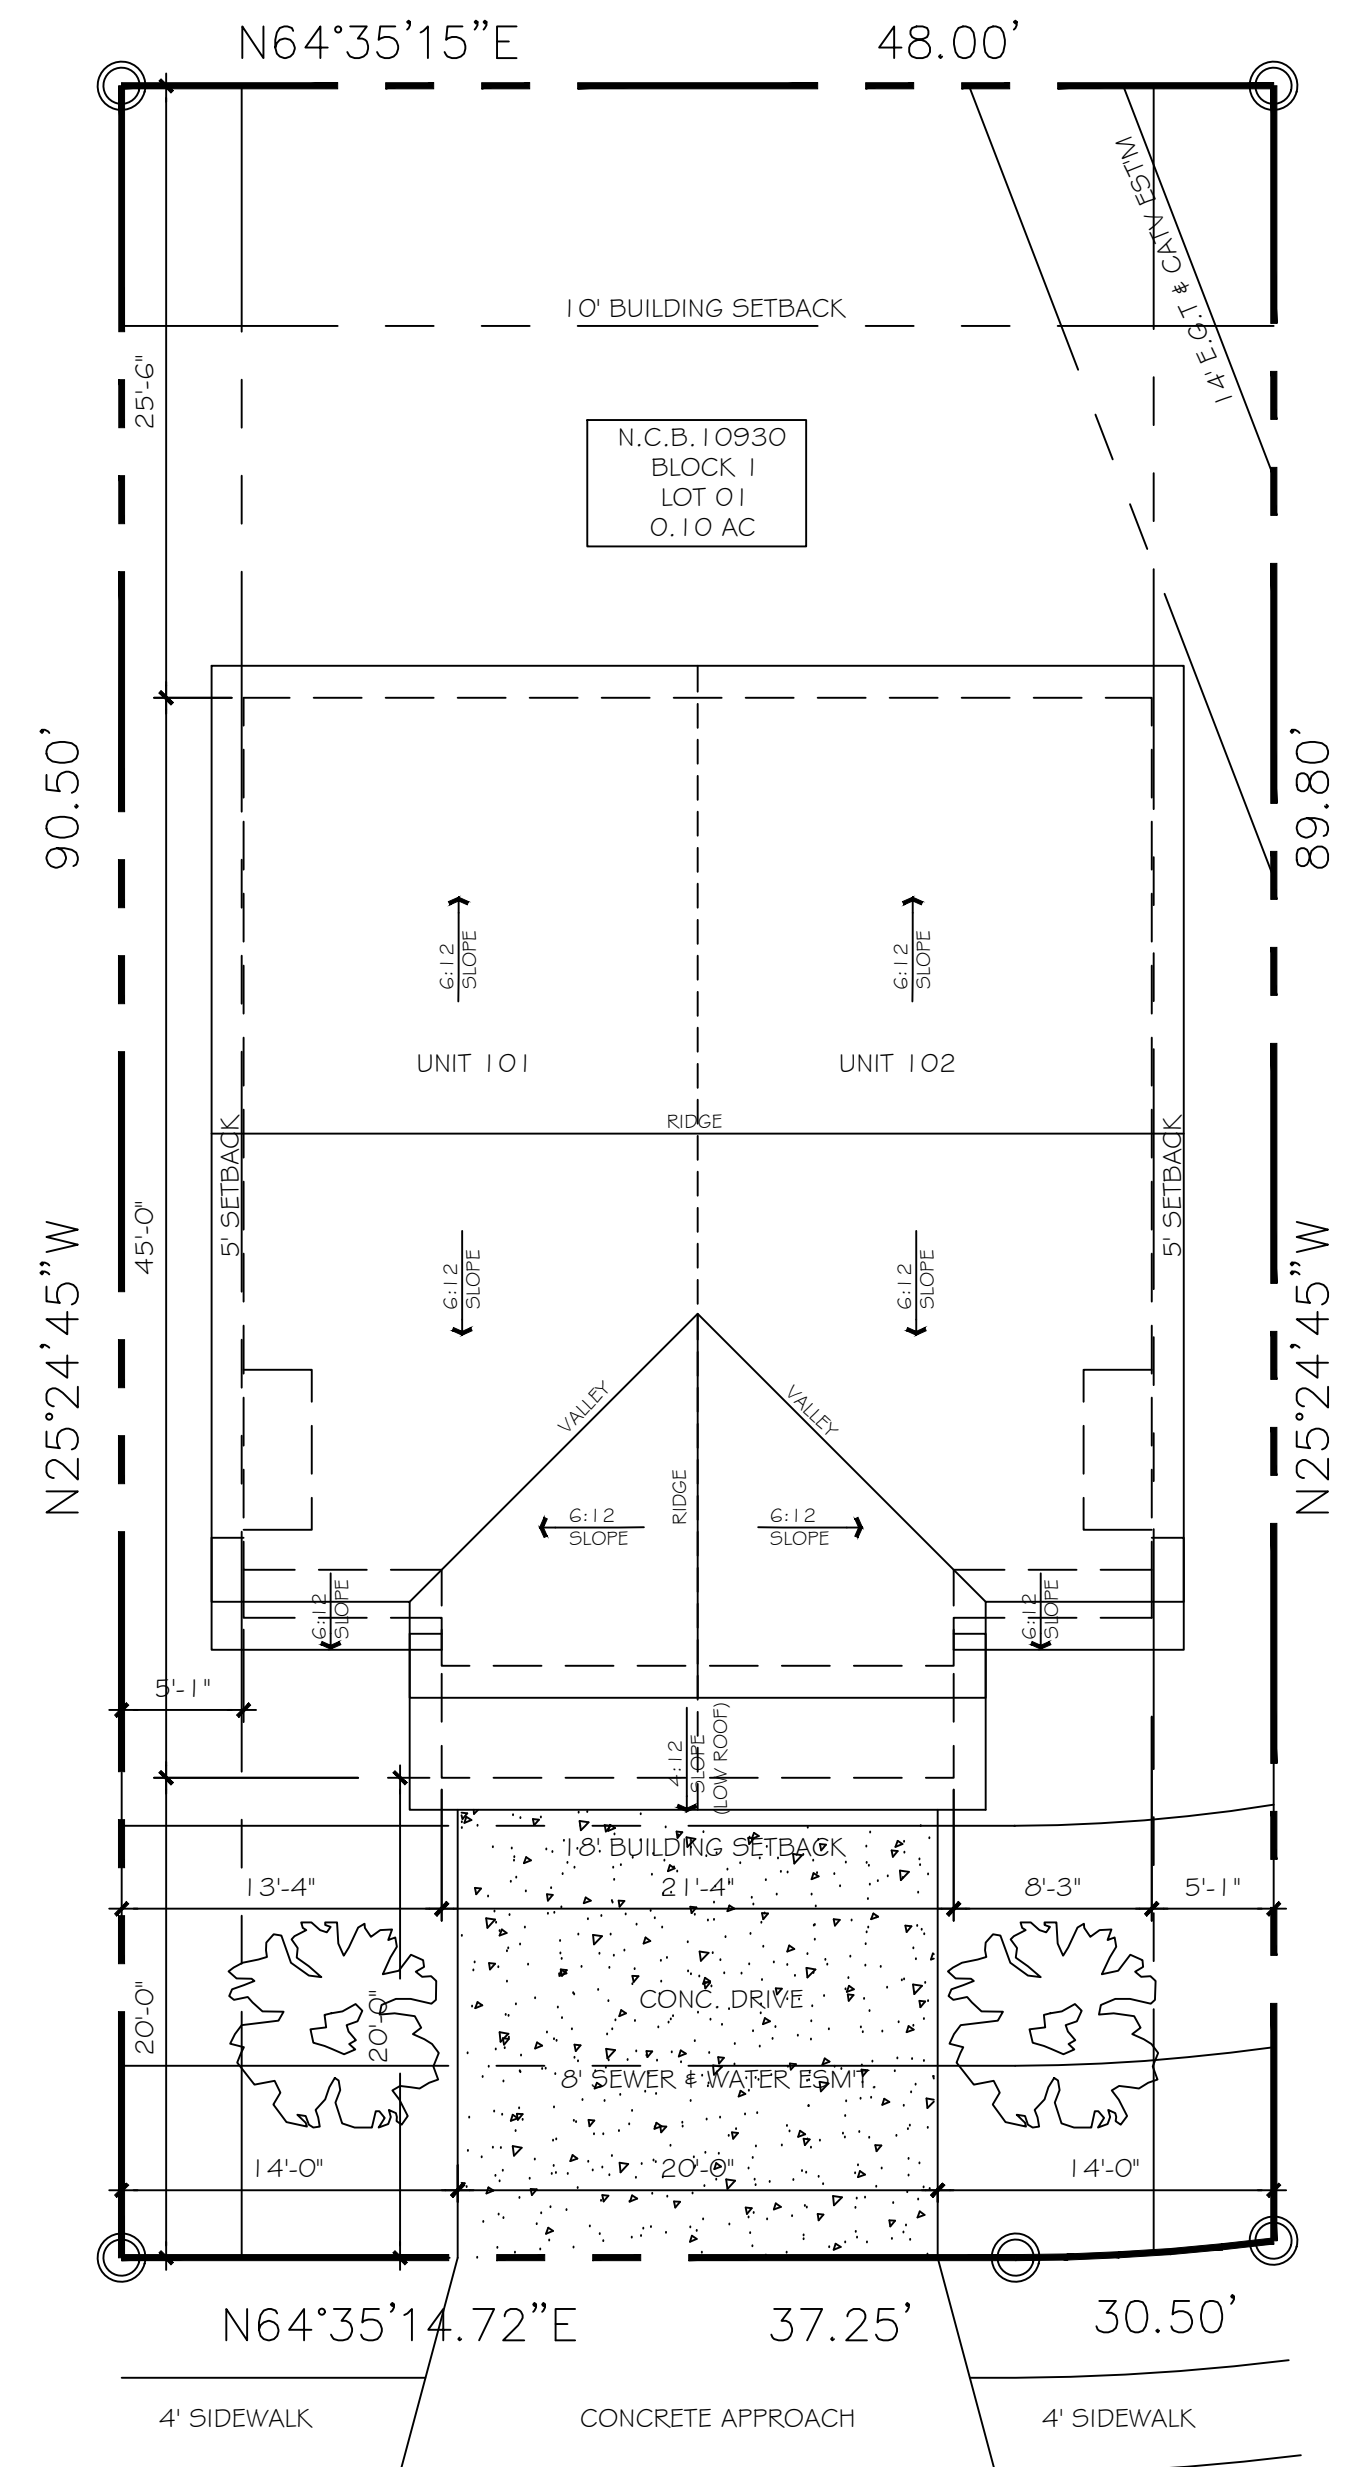 N64°35'15"E
48.00'
14' E.G.T & CATV EST'M
10' BUILDING SETBACK
25'-6"
N.C.B.10930
BLOCK 1
LOT 01
0.10 AC
90.50'
89.80'
6:12
SLOPE
6:12
SLOPE
UNIT 101
UNIT 102
RIDGE
5' SETBACK
5' SETBACK
45'-0"
N25°24'45"W
N25°24'45"W
6:12
SLOPE
6:12
SLOPE
VALLEY
VALLEY
RIDGE
6:12
SLOPE
6:12
SLOPE
6:12
SLOPE
6:12
SLOPE
5'-1"
4:12
SLOPE
(LOW ROOF)
18' BUILDING SETBACK
13'-4"
21'-4"
8'-3"
5'-1"
20'-0"
20'-0"
CONC. DRIVE
8' SEWER & WATER ESM'T.
14'-0"
20'-0"
14'-0"
N64°35'14.72"E
37.25'
30.50'
4' SIDEWALK
CONCRETE APPROACH
4' SIDEWALK